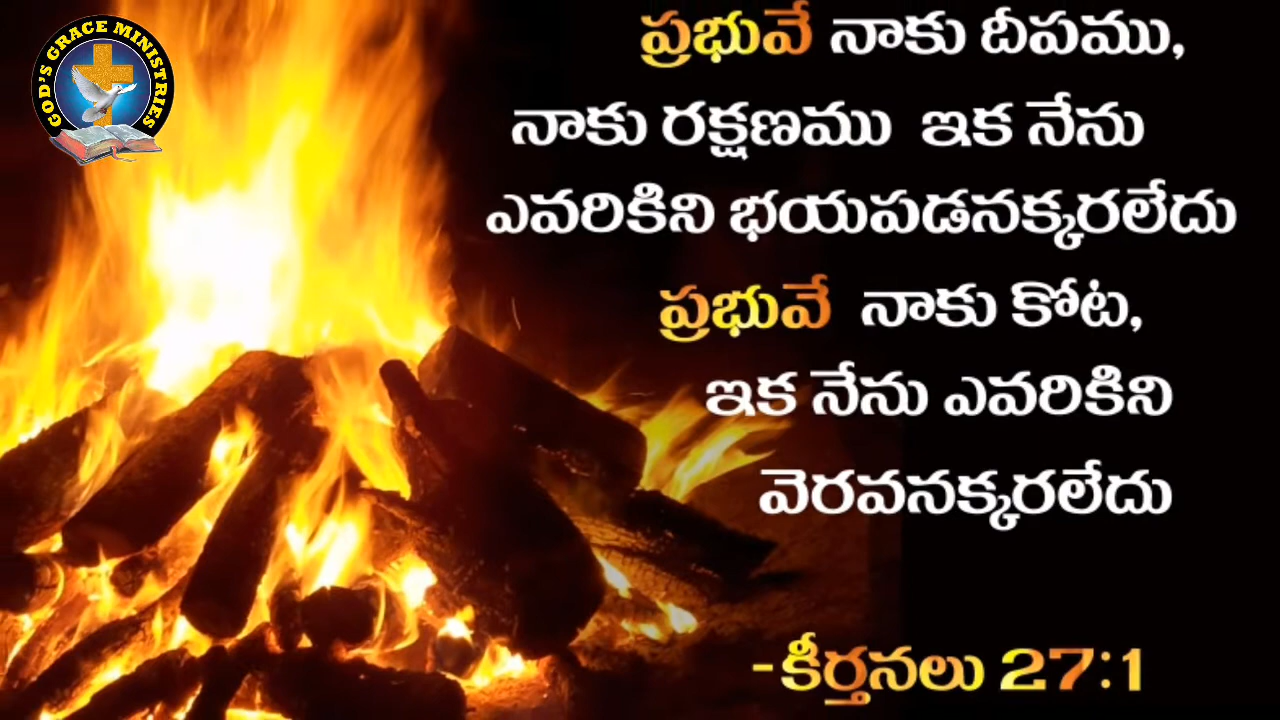 GOD'S GRACE MINISTRIES
ప్రభువే నాకు దీపము,
నాకు రక్షణము ఇక నేను
ఎవరికిని భయపడనక్కరలేదు
ప్రభువే నాకు కోట,
ఇక నేను ఎవరికిని
వెరవనక్కరలేదు
-కీర్తనలు 27:1